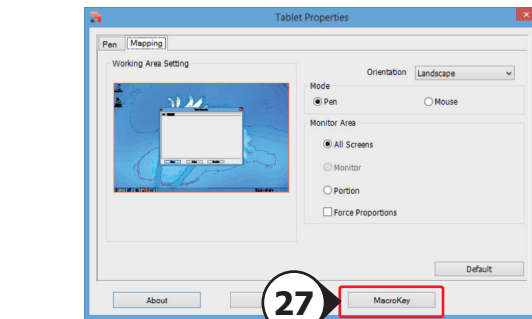 Tablet Properties
Pen Mapping
Working Area Setting
Orientation Landscape
Mode
Pen Mouse
Monitor Area
All Screens
Monitor
Portion
Force Proportions
Default
About
27
MacroKey